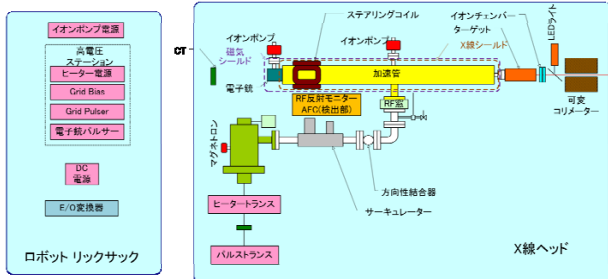 イオンポンプ電源
高電圧
ステーション
ヒーター電源
Grid Bias
Grid Pulser
電子銃パルサー
DC
電源
E/O変換器
ロボット リックサック
CT
イオンポンプ
磁気
シールド
電子銃
ステアリングコイル
イオンポンプ
加速管
イオンチェンバー
ターゲット
X線シールド
LEDライト
可変
コリメーター
RF反射モニター
AFC(検出部)
RF窓
マグネトロン
方向性結合器
サーキュレーター
ヒータートランス
パルストランス
X線ヘッド